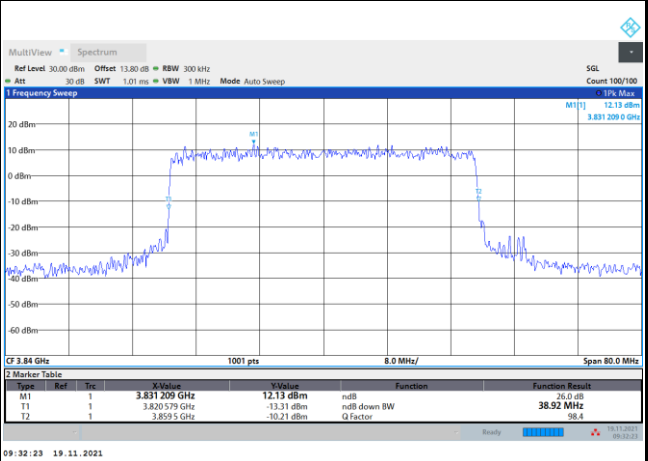 MultiView Spectrum
Ref Level 30.00 dBm Offset 13.80 dB RBW 300 kHz SGL
Att 30 dB SWT 1.01 ms VBW 1 MHz Mode Auto Sweep Count 100/100
1 Frequency Sweep 1Pk Max
M1[1] 12.13 dBm
3.831 209 0 GHz
20 dBm
M1
10 dBm
0 dBm
T1 T2
-10 dBm
-20 dBm
-30 dBm
-40 dBm
-50 dBm
-60 dBm
CF 3.84 GHz 1001 pts 8.0 MHz/ Span 80.0 MHz
2 Marker Table
Type Ref Trc X-Value Y-Value Function Function Result
M1 1 3.831 209 GHz 12.13 dBm ndB 26.0 dB
T1 1 3.820 579 GHz -13.31 dBm ndB down BW 38.92 MHz
T2 1 3.859 5 GHz -10.21 dBm Q Factor 98.4
Ready 19.11.2021
09:32:23
09:32:23 19.11.2021